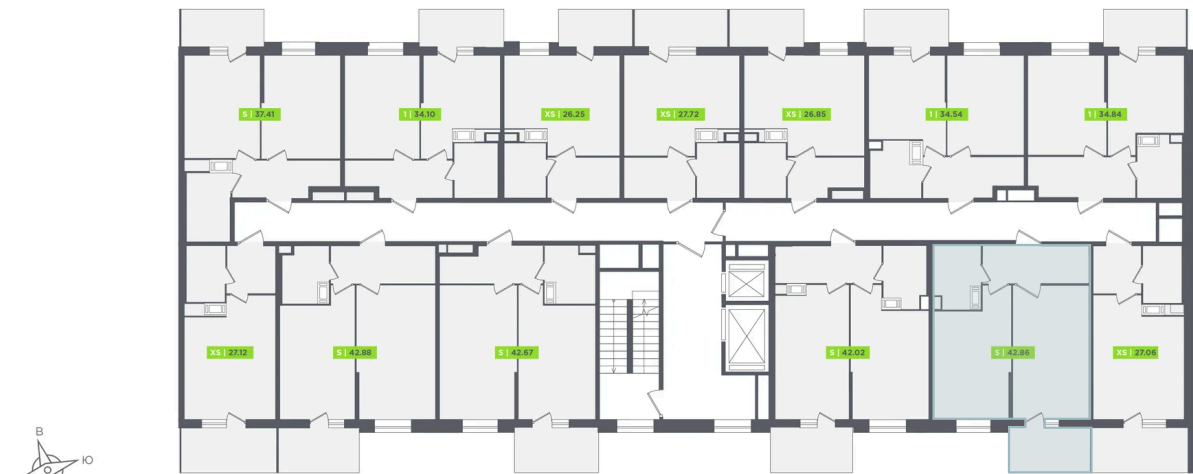 S | 37.41
1 | 34.10
XS | 26.25
XS | 27.72
XS | 26.85
1 | 34.54
1 | 34.84
XS | 27.12
S | 42.88
S | 42.67
S | 42.02
S | 42.86
XS | 27.06
В
Ю